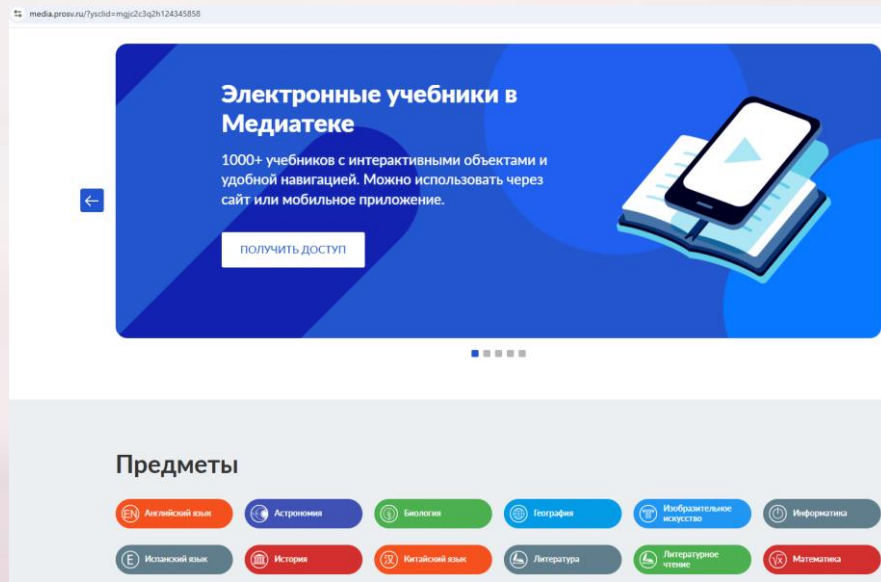 media.prosv.ru/?ysclid=mgjc2c3q2h124345858
Электронные учебники в
Медиатеке
1000+ учебников с интерактивными объектами и
удобной навигацией. Можно использовать через
сайт или мобильное приложение.
ПОЛУЧИТЬ ДОСТУП
Предметы
EN Английский язык
Астрономия
Биология
География
Изобразительное
искусство
Информатика
E Испанский язык
История
汉 Китайский язык
Литература
Литературное
чтение
√x Математика